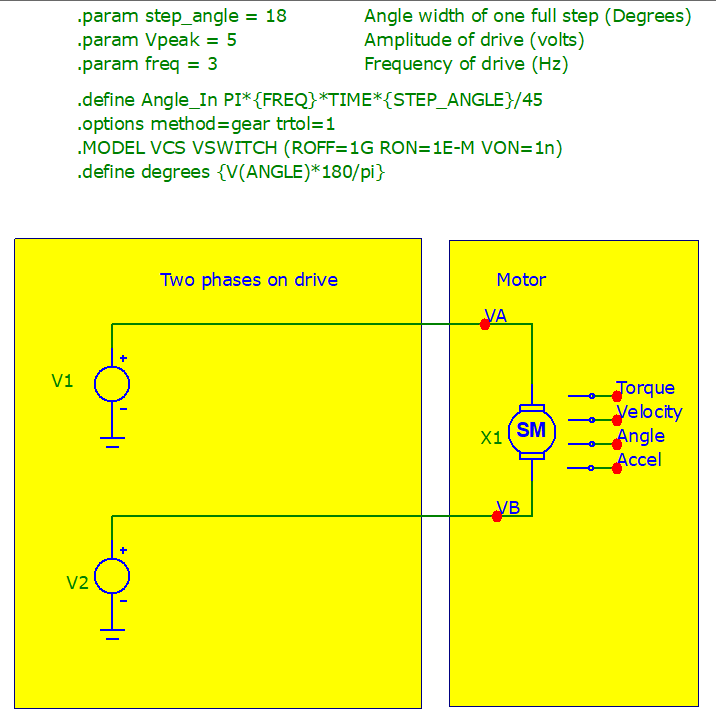 .param step_angle = 18 Angle width of one full step (Degrees)
.param Vpeak = 5 Amplitude of drive (volts)
.param freq = 3 Frequency of drive (Hz)
.define Angle_In PI*{FREQ}*TIME*{STEP_ANGLE}/45
.options method=gear trtol=1
.MODEL VCS VSWITCH (ROFF=1G RON=1E-M VON=1n)
.define degrees {V(ANGLE)*180/pi}
Two phases on drive
Motor
VA
V1
+
-
Torque
Velocity
Angle
Accel
X1
SM
VB
V2
+
-